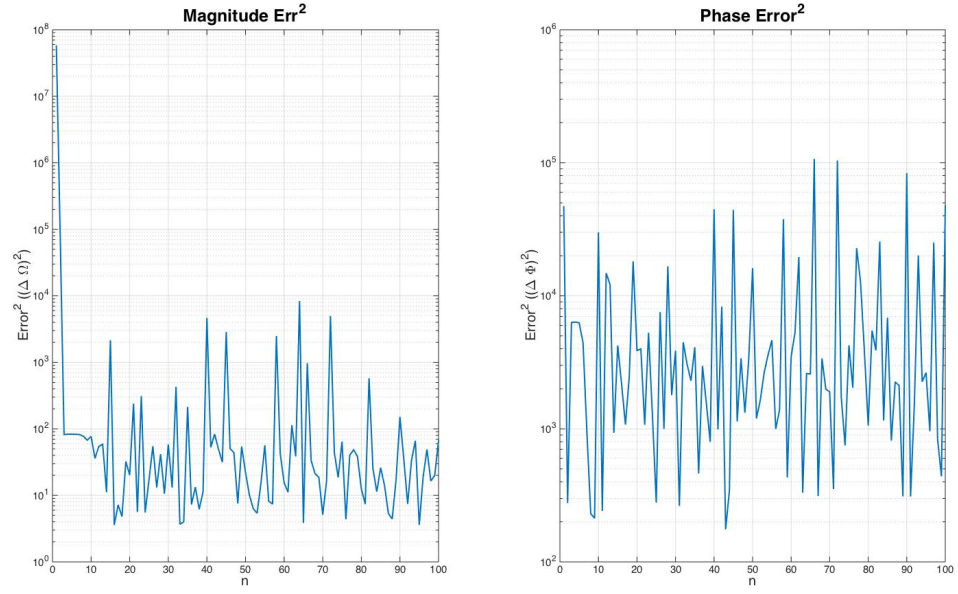 Magnitude Err²
Error² ((Δ Ω)²)
10⁸
10⁷
10⁶
10⁵
10⁴
10³
10²
10¹
10⁰
0 10 20 30 40 50 60 70 80 90 100
n
Phase Error²
Error² ((Δ Φ)²)
10⁶
10⁵
10⁴
10³
10²
0 10 20 30 40 50 60 70 80 90 100
n